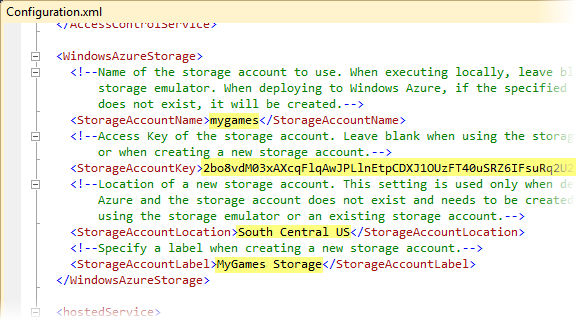 Configuration.xml
</AccessControlService>
<WindowsAzureStorage>
<!--Name of the storage account to use. When executing locally, leave bl
storage emulator. When deploying to Windows Azure, if the specified
does not exist, it will be created.-->
<StorageAccountName>mygames</StorageAccountName>
<!--Access Key of the storage account. Leave blank when using the storag
or when creating a new storage account.-->
<StorageAccountKey>2bo8vdM03xAXcqFlqAwJPLlnEtpCDXJ1OUzFT40uSRZ6IFsuRq2U2
<!--Location of a new storage account. This setting is used only when de
Azure and the storage account does not exist and needs to be created
using the storage emulator or an existing storage account.-->
<StorageAccountLocation>South Central US</StorageAccountLocation>
<!--Specify a label when creating a new storage account.-->
<StorageAccountLabel>MyGames Storage</StorageAccountLabel>
</WindowsAzureStorage>
<hostedService>